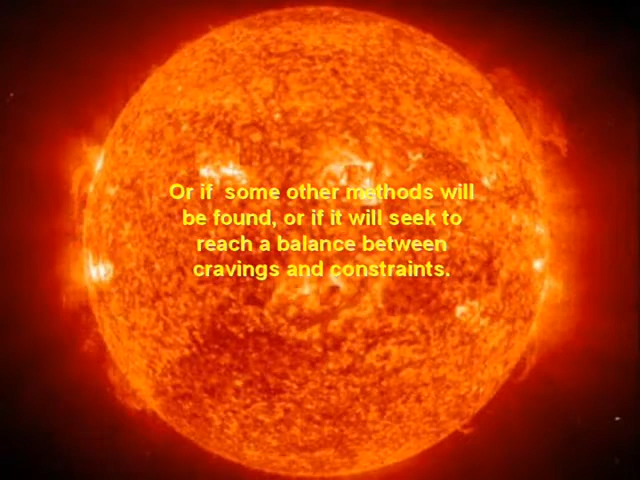 Or if  some other methods will
be found, or if it will seek to
reach a balance between
cravings and constraints.